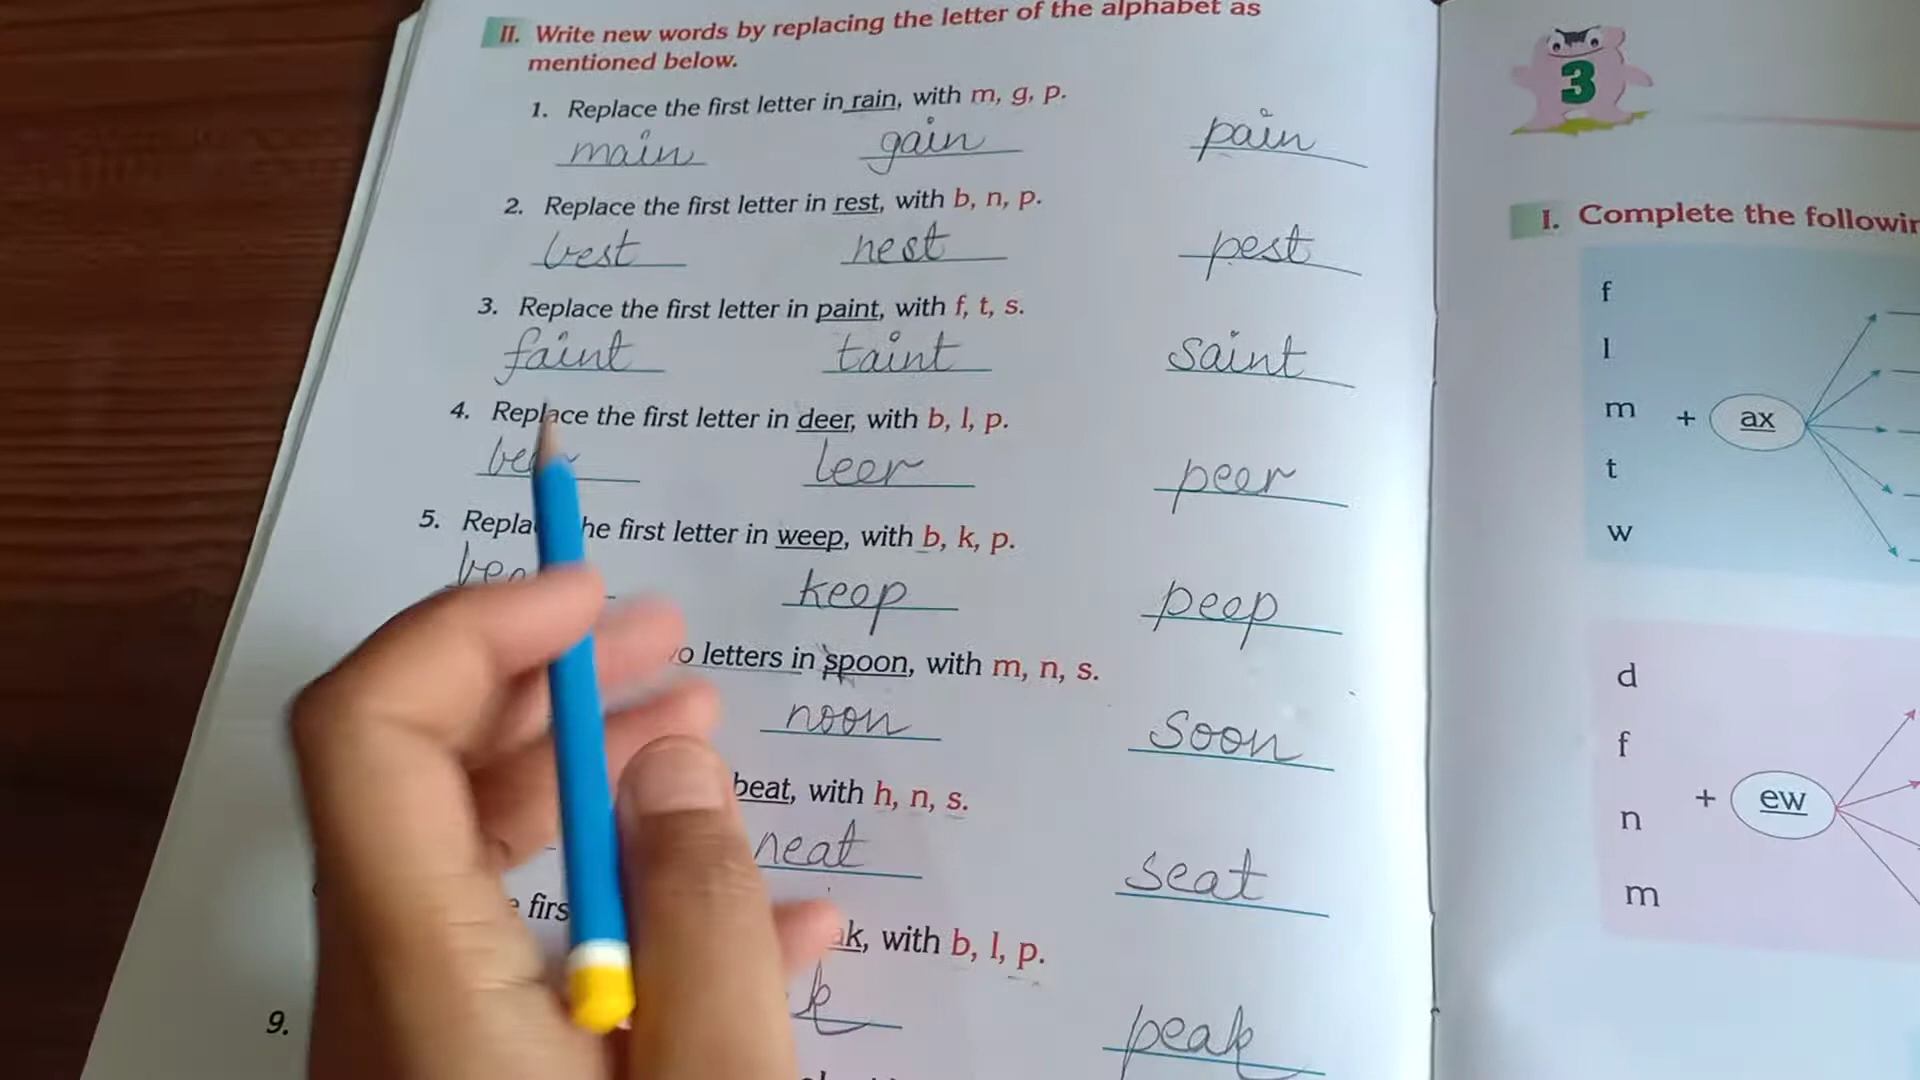 II. Write new words by replacing the letter of the alphabet as
mentioned below.
1. Replace the first letter in rain, with m, g, p.
main gain pain
2. Replace the first letter in rest, with b, n, p.
best nest pest
3. Replace the first letter in paint, with f, t, s.
faint taint saint
4. Replace the first letter in deer, with b, l, p.
leer peer
5. the first letter in weep, with b, k, p.
keep peep
letters in spoon, with m, n, s.
noon soon
beat, with h, n, s.
neat seat
with b, l, p.
peak
9.
3
I. Complete the
f
l
m
t
w
+ ax
d
f
n
m
+ ew